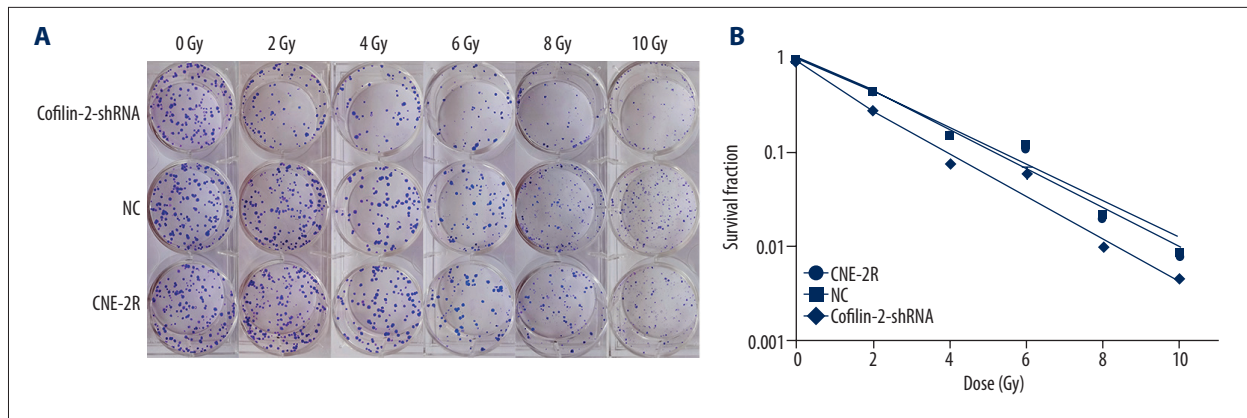 A
0 Gy 2 Gy 4 Gy 6 Gy 8 Gy 10 Gy
Cofilin-2-shRNA
NC
CNE-2R
B
1
0.1
0.01
0.001
Survival fraction
CNE-2R
NC
Cofilin-2-shRNA
0 2 4 6 8 10
Dose (Gy)